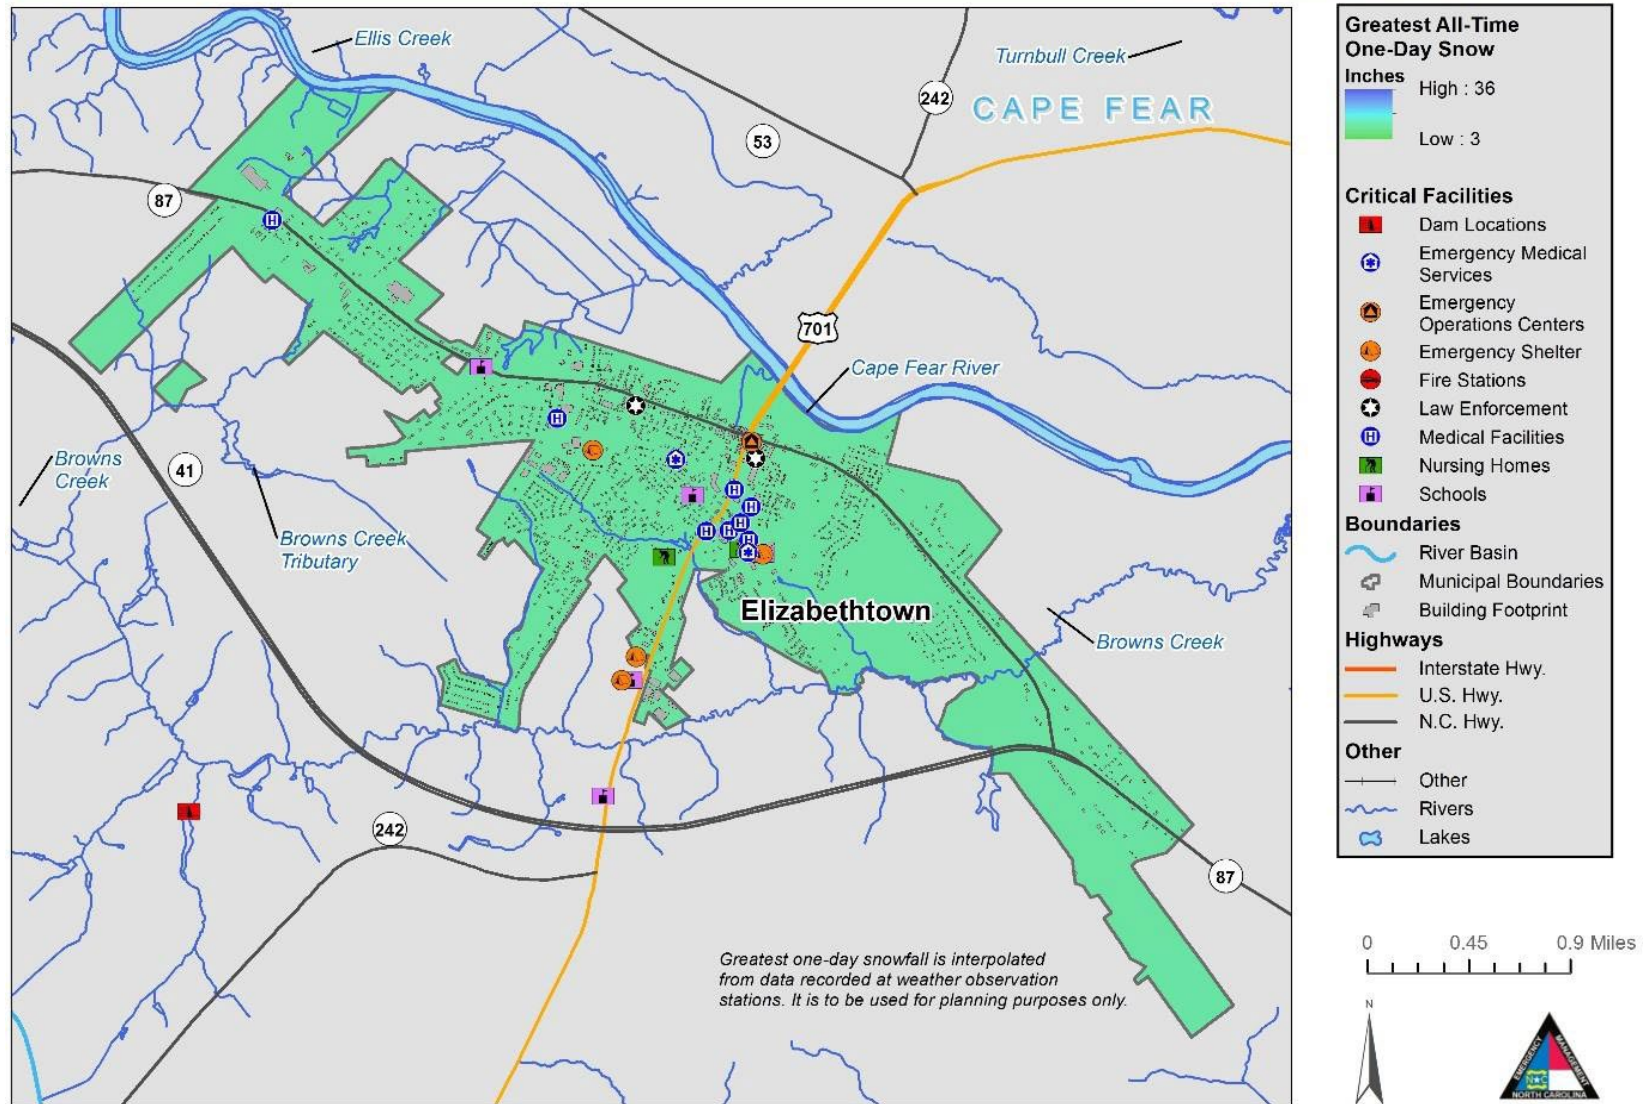 Ellis Creek
Turnbull Creek
242
CAPE FEAR
53
87
701
Cape Fear River
Browns
Creek
41
Browns Creek
Tributary
Elizabethtown
Browns Creek
242
87
Greatest one-day snowfall is interpolated
from data recorded at weather observation
stations. It is to be used for planning purposes only.
Greatest All-Time
One-Day Snow
Inches
High : 36
Low : 3
Critical Facilities
Dam Locations
Emergency Medical
Services
Emergency
Operations Centers
Emergency Shelter
Fire Stations
Law Enforcement
Medical Facilities
Nursing Homes
Schools
Boundaries
River Basin
Municipal Boundaries
Building Footprint
Highways
Interstate Hwy.
U.S. Hwy.
N.C. Hwy.
Other
Other
Rivers
Lakes
0 0.45 0.9 Miles
N
EMERGENCY
MANAGEMENT
N C
NORTH CAROLINA